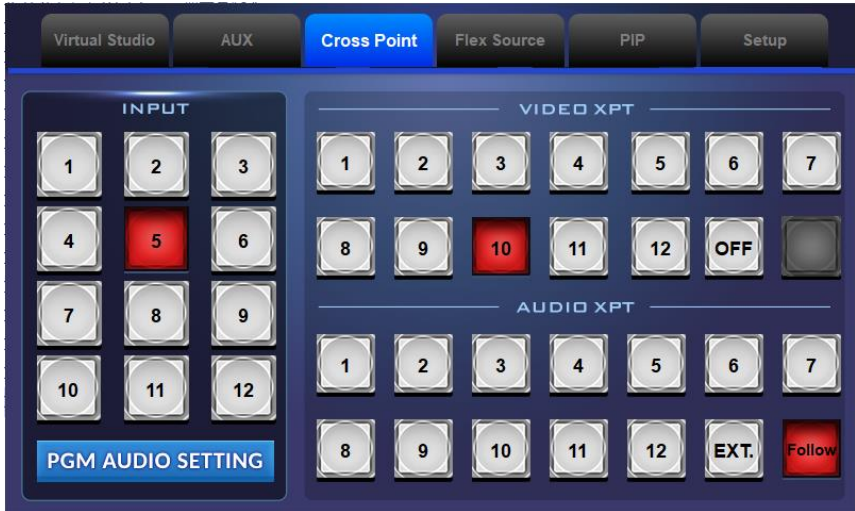 Virtual Studio AUX Cross Point Flex Source PIP Setup
INPUT
1 2 3
4 5 6
7 8 9
10 11 12
PGM AUDIO SETTING
VIDEO XPT
1 2 3 4 5 6 7
8 9 10 11 12 OFF
AUDIO XPT
1 2 3 4 5 6 7
8 9 10 11 12 EXT. Follow